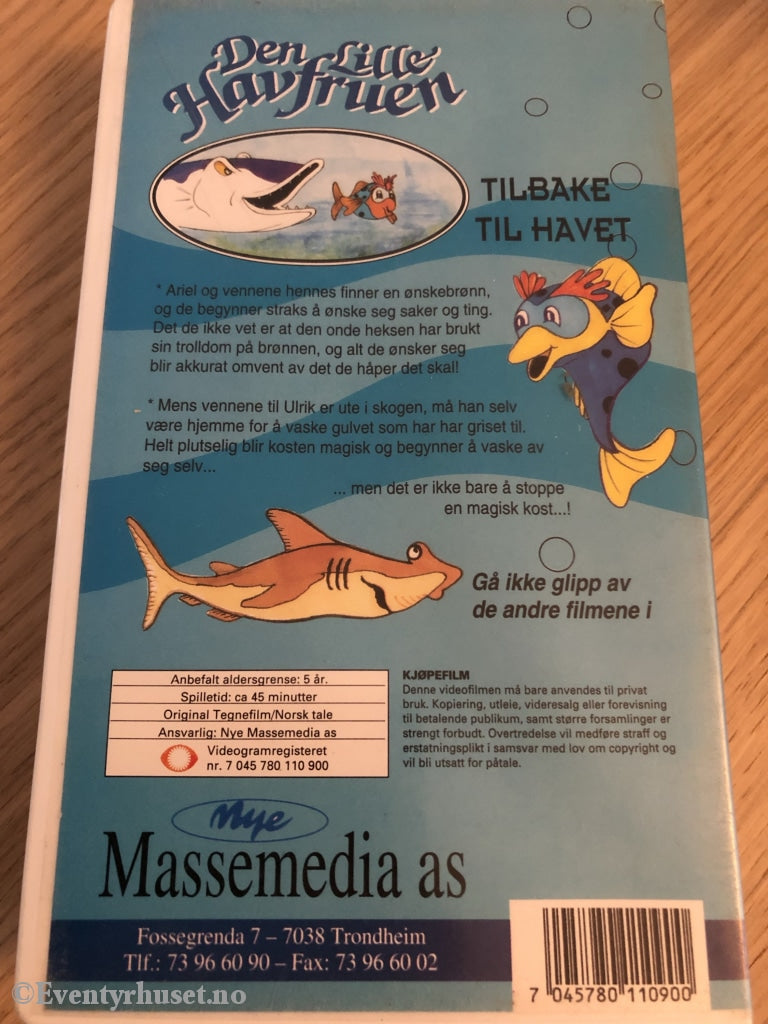 Den Lille
Havfruen
TILBAKE
TIL HAVET
* Ariel og vennene hennes finner en ønskebrønn,
og de begynner straks å ønske seg saker og ting.
Det de ikke vet er at den onde heksen har brukt
sin trolldom på brønnen, og alt de ønsker seg
blir akkurat omvent av det de håper det skal!
* Mens vennene til Ulrik er ute i skogen, må han selv
være hjemme for å vaske gulvet som har har griset til.
Helt plutselig blir kosten magisk og begynner å vaske av
seg selv...
... men det er ikke bare å stoppe
en magisk kost...!
Gå ikke glipp av
de andre filmene i
Anbefalt aldersgrense: 5 år.
Spilletid: ca 45 minutter
Original Tegnefilm/Norsk tale
Ansvarlig: Nye Massemedia as
Videogramregisteret
nr. 7 045 780 110 900
KJØPEFILM
Denne videofilmen må bare anvendes til privat
bruk. Kopiering, utleie, videresalg eller forevisning
til betalende publikum, samt større forsamlinger er
strengt forbudt. Overtredelse vil medføre straff og
erstatningsplikt i samsvar med lov om copyright og
vil bli utsatt for påtale.
Nye
Massemedia as
Fossegrenda 7 – 7038 Trondheim
Tlf.: 73 96 60 90 – Fax: 73 96 60 02
7 045780 110900
©Eventyrhuset.no